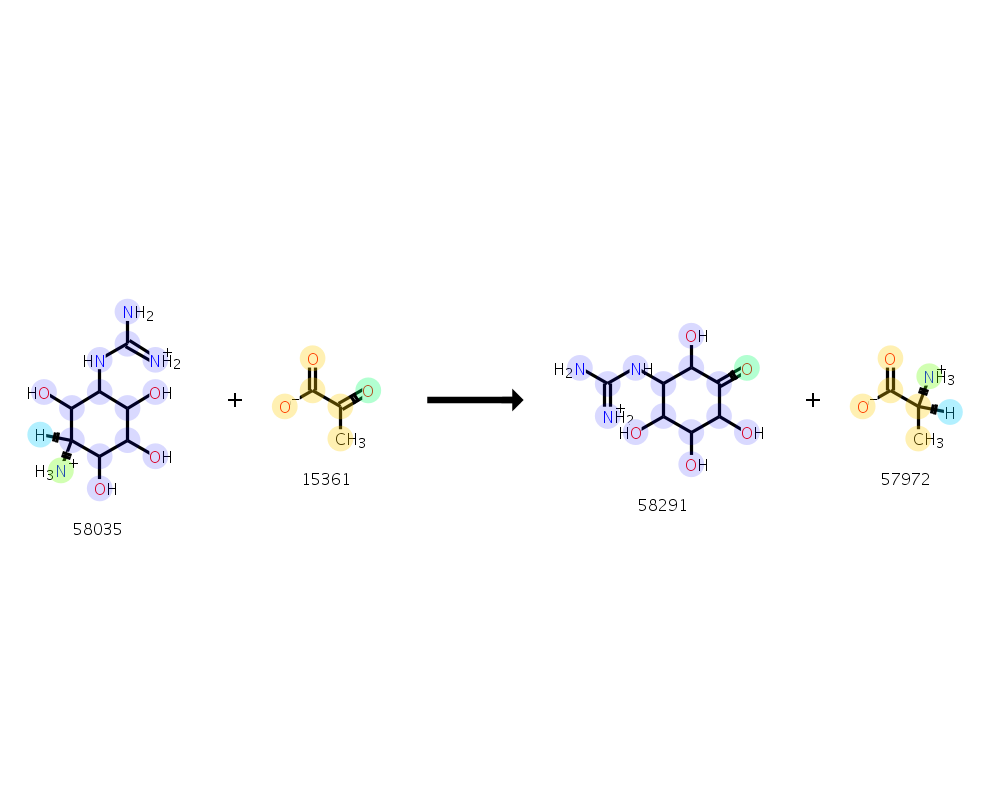 NH2
HN NH2+
HO OH
H
H3N+ OH
OH
58035
+
O
O- O
CH3
15361
OH
H2N NH O
NH2+
HO OH
OH
58291
+
O
NH3+
O- H
CH3
57972